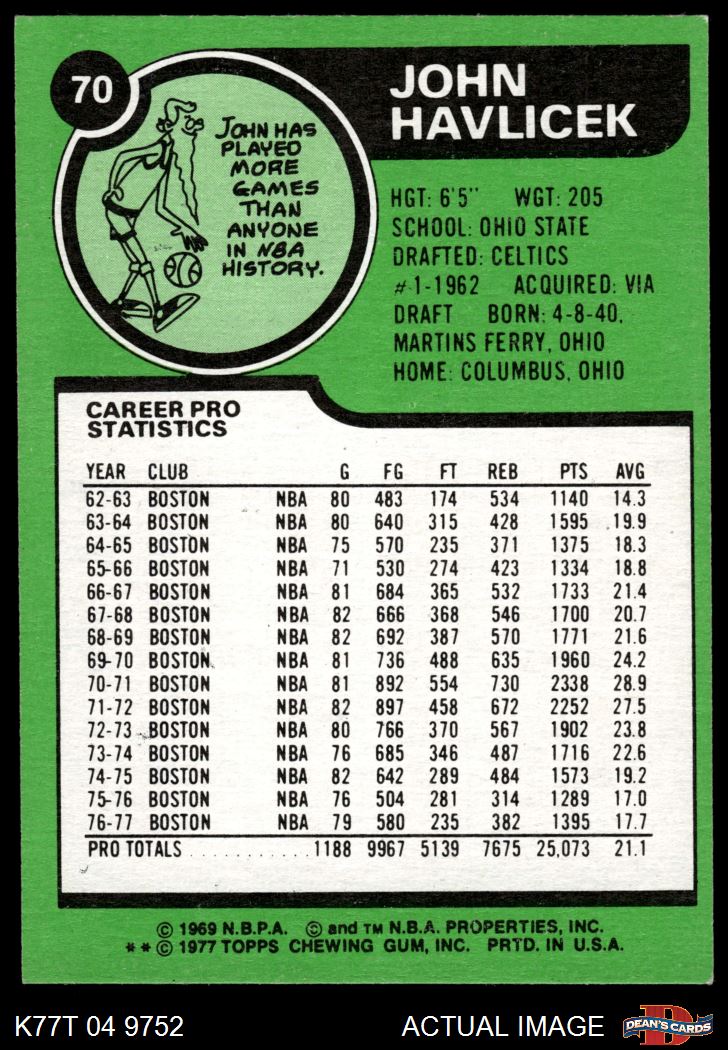 70
JOHN
HAVLICEK
JOHN HAS
PLAYED
MORE
GAMES
THAN
ANYONE
IN NBA
HISTORY.
HGT: 6'5" WGT: 205
SCHOOL: OHIO STATE
DRAFTED: CELTICS
#-1-1962 ACQUIRED: VIA
DRAFT BORN: 4-8-40,
MARTINS FERRY, OHIO
HOME: COLUMBUS, OHIO
CAREER PRO
STATISTICS
YEAR CLUB G FG FT REB PTS AVG
62-63 BOSTON NBA 80 483 174 534 1140 14.3
63-64 BOSTON NBA 80 640 315 428 1595 19.9
64-65 BOSTON NBA 75 570 235 371 1375 18.3
65-66 BOSTON NBA 71 530 274 423 1334 18.8
66-67 BOSTON NBA 81 684 365 532 1733 21.4
67-68 BOSTON NBA 82 666 368 546 1700 20.7
68-69 BOSTON NBA 82 692 387 570 1771 21.6
69-70 BOSTON NBA 81 736 488 635 1960 24.2
70-71 BOSTON NBA 81 892 554 730 2338 28.9
71-72 BOSTON NBA 82 897 458 672 2252 27.5
72-73 BOSTON NBA 80 766 370 567 1902 23.8
73-74 BOSTON NBA 76 685 346 487 1716 22.6
74-75 BOSTON NBA 82 642 289 484 1573 19.2
75-76 BOSTON NBA 76 504 281 314 1289 17.0
76-77 BOSTON NBA 79 580 235 382 1395 17.7
PRO TOTALS . . . . . . . . . . . 1188 9967 5139 7675 25,073 21.1
© 1969 N.B.P.A. © and TM N.B.A. PROPERTIES, INC.
** © 1977 TOPPS CHEWING GUM, INC. PRTD. IN U.S.A.
K77T 04 9752 ACTUAL IMAGE D DEAN'S CARDS